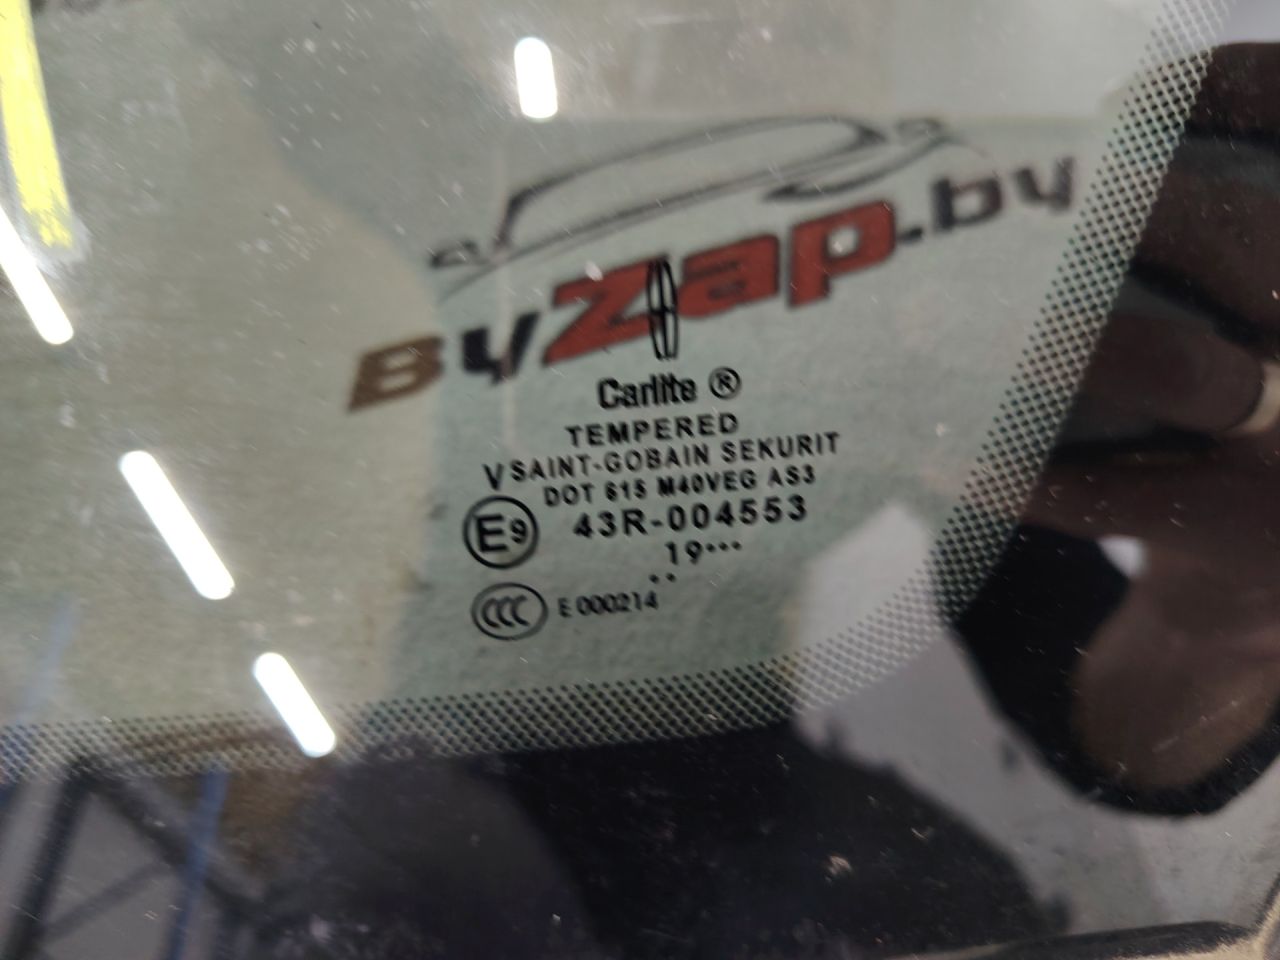 ByZap.by
Carlite ®
TEMPERED
V SAINT-GOBAIN SEKURIT
DOT 615 M40VEG AS3
E9 43R-004553
19•••
••
CCC E 000214